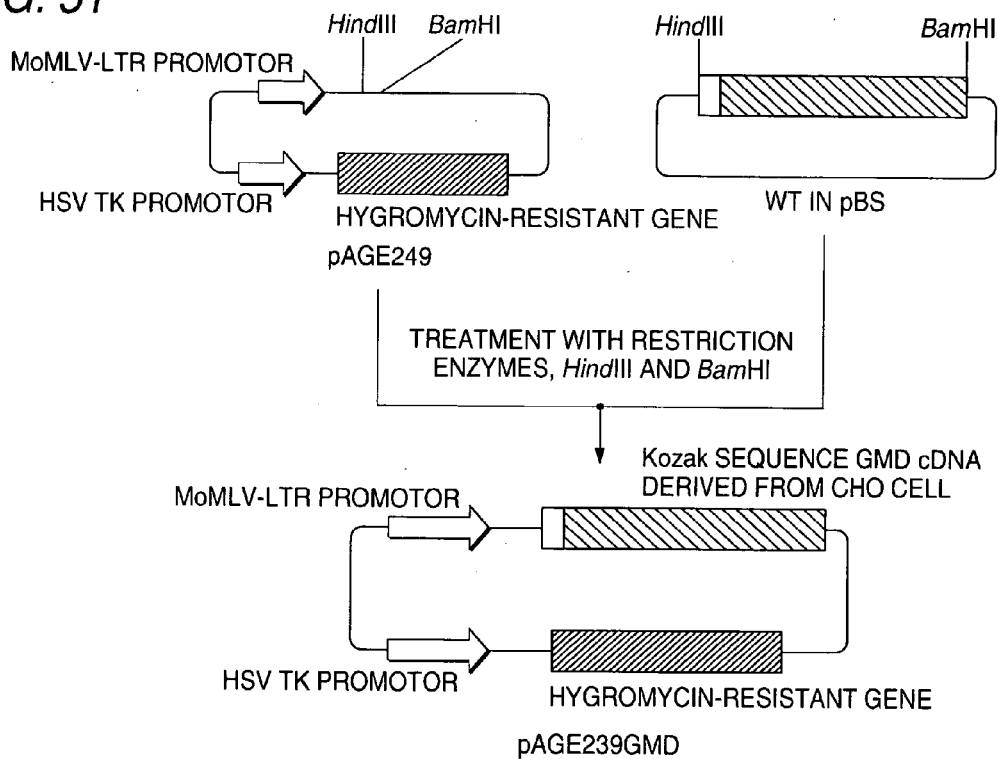 HindIII BamHI
MoMLV-LTR PROMOTOR
HSV TK PROMOTOR
HYGROMYCIN-RESISTANT GENE
pAGE249
HindIII
BamHI
WT IN pBS
TREATMENT WITH RESTRICTION
ENZYMES, HindIII AND BamHI
Kozak SEQUENCE GMD cDNA
DERIVED FROM CHO CELL
MoMLV-LTR PROMOTOR
HSV TK PROMOTOR
HYGROMYCIN-RESISTANT GENE
pAGE239GMD